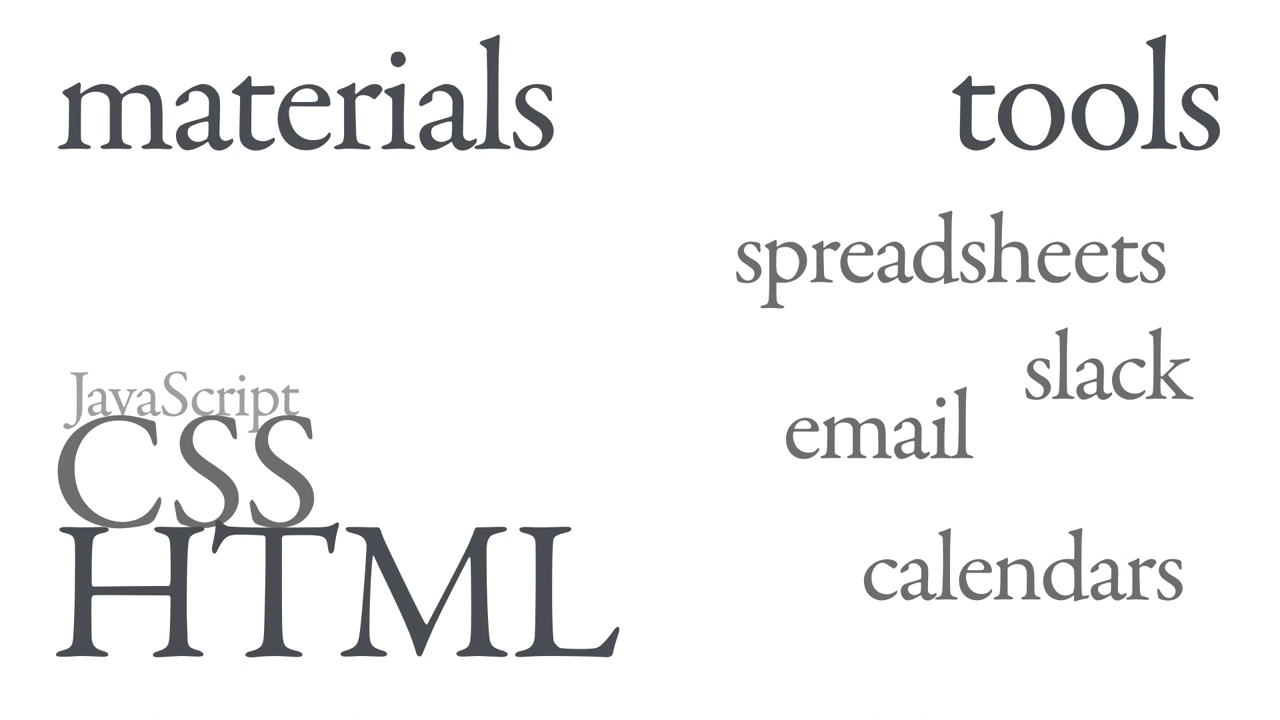 materials
tools
JavaScript
CSS
HTML
spreadsheets
slack
email
calendars